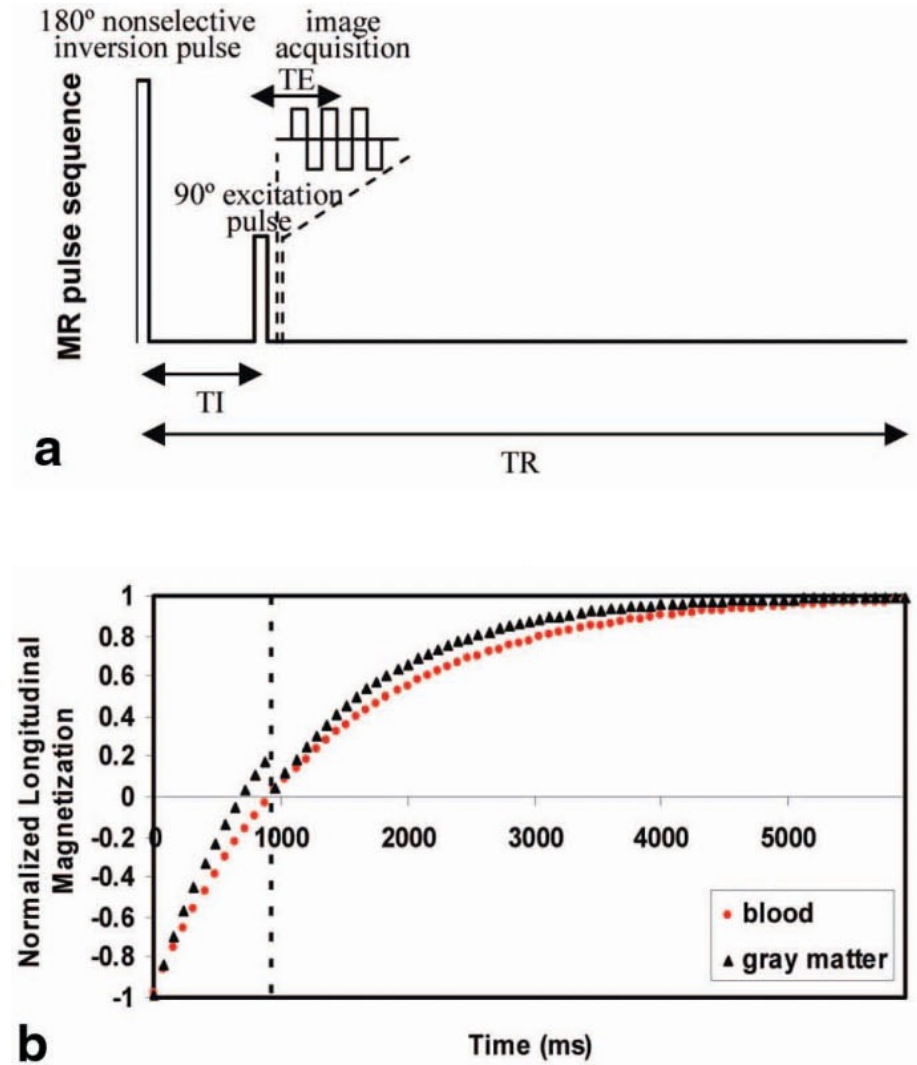 180º nonselective
inversion pulse
image
acquisition
TE
90º excitation
pulse
MR pulse sequence
TI
TR
a
1
0.8
0.6
0.4
0.2
0
-0.2
-0.4
-0.6
-0.8
-1
0 1000 2000 3000 4000 5000
Normalized Longitudinal
Magnetization
blood
gray matter
Time (ms)
b